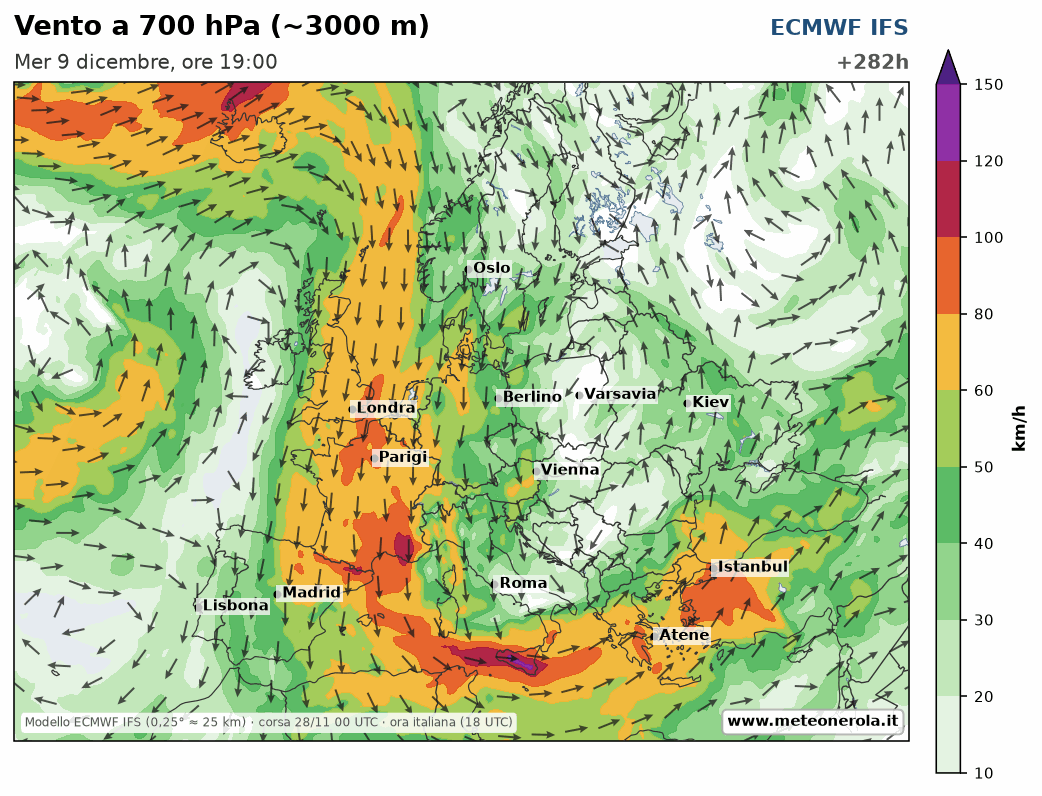 Vento a 700 hPa (~3000 m)
ECMWF IFS
Mer 9 dicembre, ore 19:00
+282h
150
120
100
80
60
50
40
30
20
10
km/h
Oslo
Berlino
Varsavia
Kiev
Londra
Parigi
Vienna
Istanbul
Roma
Madrid
Lisbona
Atene
Modello ECMWF IFS (0,25° ≈ 25 km) · corsa 28/11 00 UTC · ora italiana (18 UTC)
www.meteonerola.it